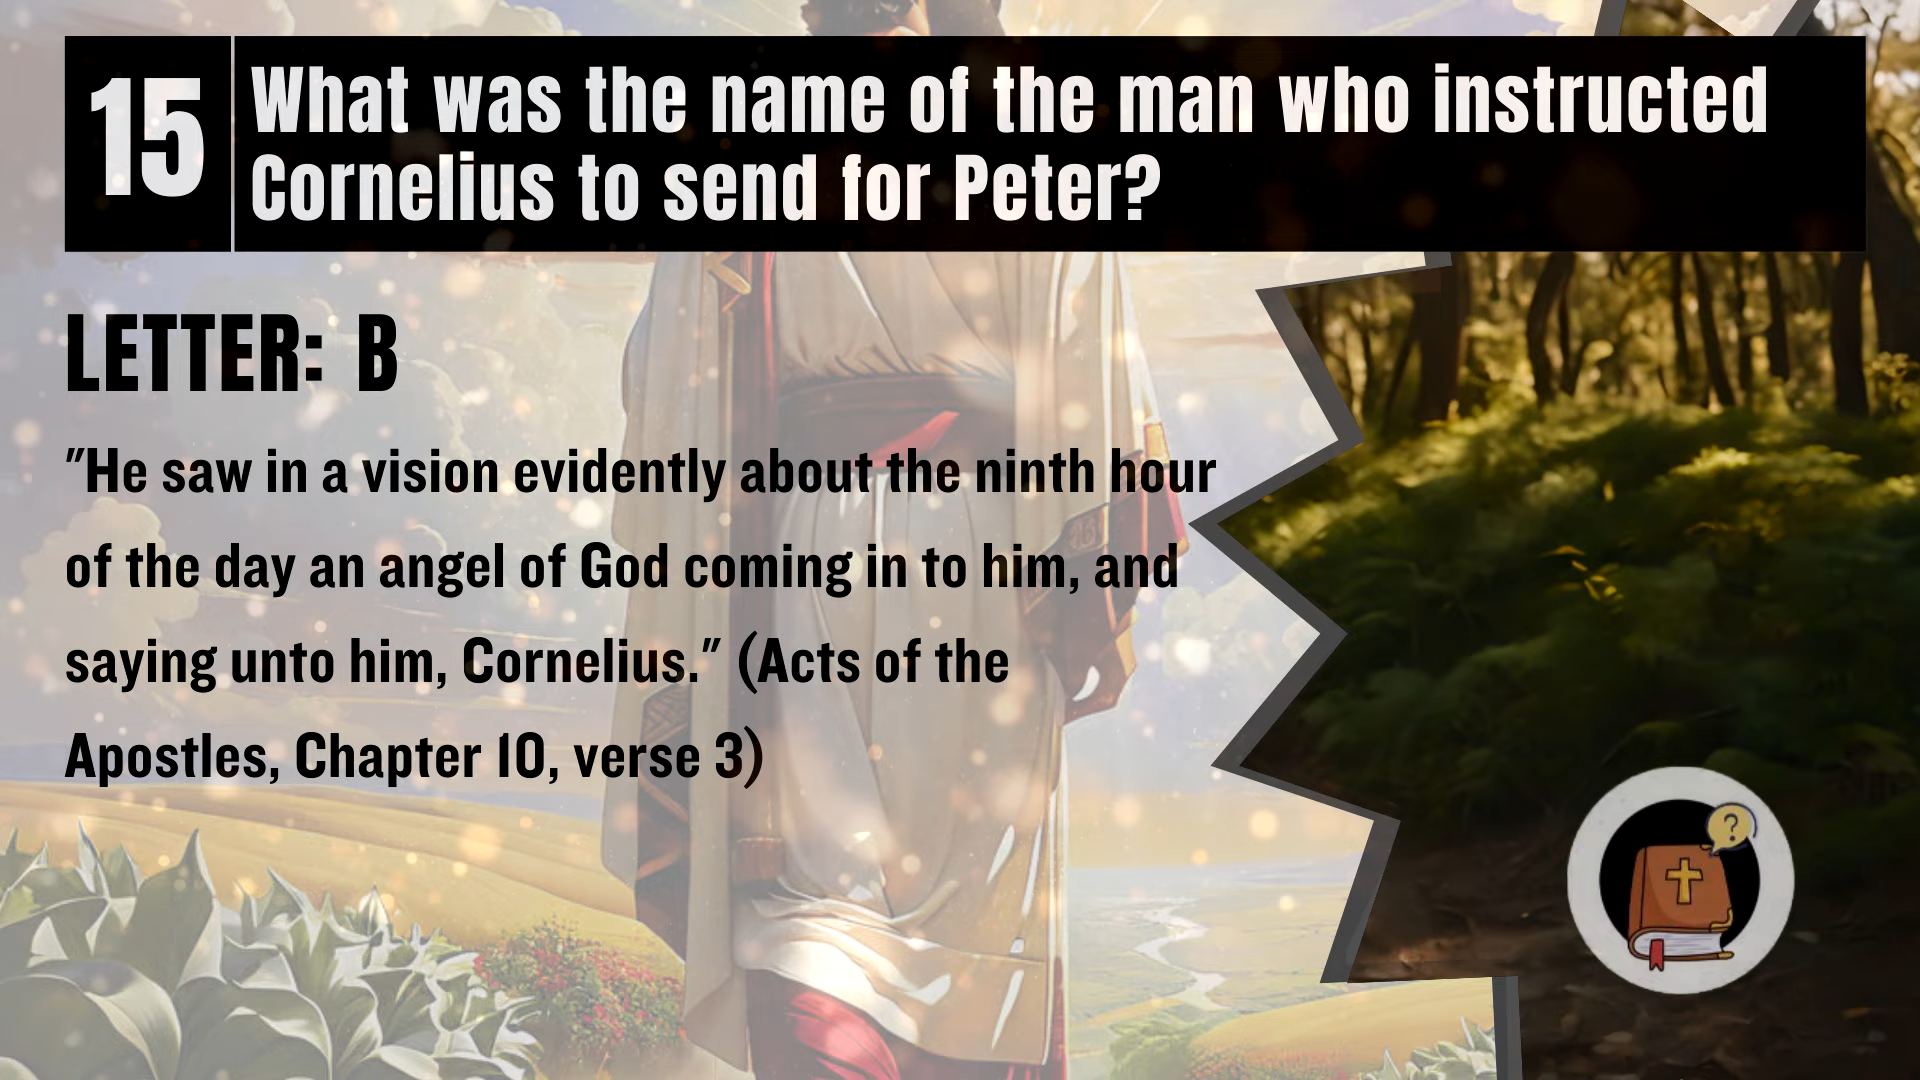 15
What was the name of the man who instructed
Cornelius to send for Peter?
LETTER: B
"He saw in a vision evidently about the ninth hour
of the day an angel of God coming in to him, and
saying unto him, Cornelius." (Acts of the
Apostles, Chapter 10, verse 3)
?